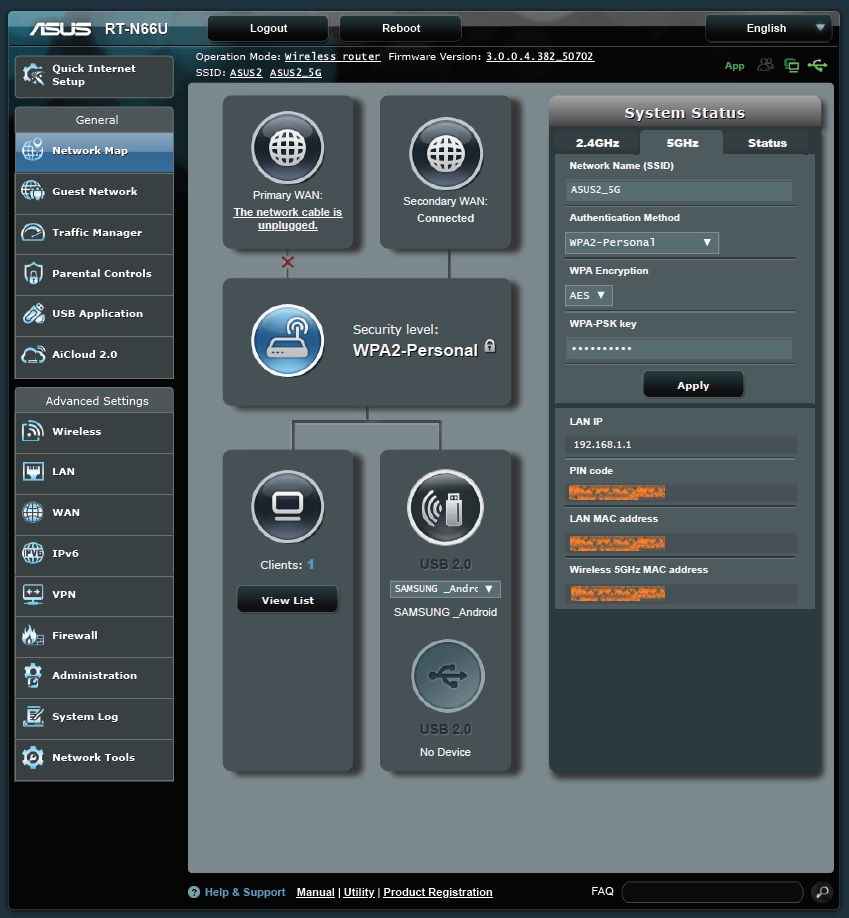 ASUS RT-N66U Logout Reboot English
Operation Mode: Wireless router Firmware Version: 3.0.0.4.382_50702
SSID: ASUS2 ASUS2_5G
App
Quick Internet
Setup
General
Network Map
Guest Network
Traffic Manager
Parental Controls
USB Application
AiCloud 2.0
Advanced Settings
Wireless
LAN
WAN
IPv6
VPN
Firewall
Administration
System Log
Network Tools
Primary WAN:
The network cable is
unplugged.
Secondary WAN:
Connected
Security level:
WPA2-Personal
Clients: 1
View List
USB 2.0
SAMSUNG _Andrc
SAMSUNG _Android
USB 2.0
No Device
System Status
2.4GHz 5GHz Status
Network Name (SSID)
ASUS2_5G
Authentication Method
WPA2-Personal
WPA Encryption
AES
WPA-PSK key
••••••••••
Apply
LAN IP
192.168.1.1
PIN code
LAN MAC address
Wireless 5GHz MAC address
Help & Support Manual | Utility | Product Registration FAQ